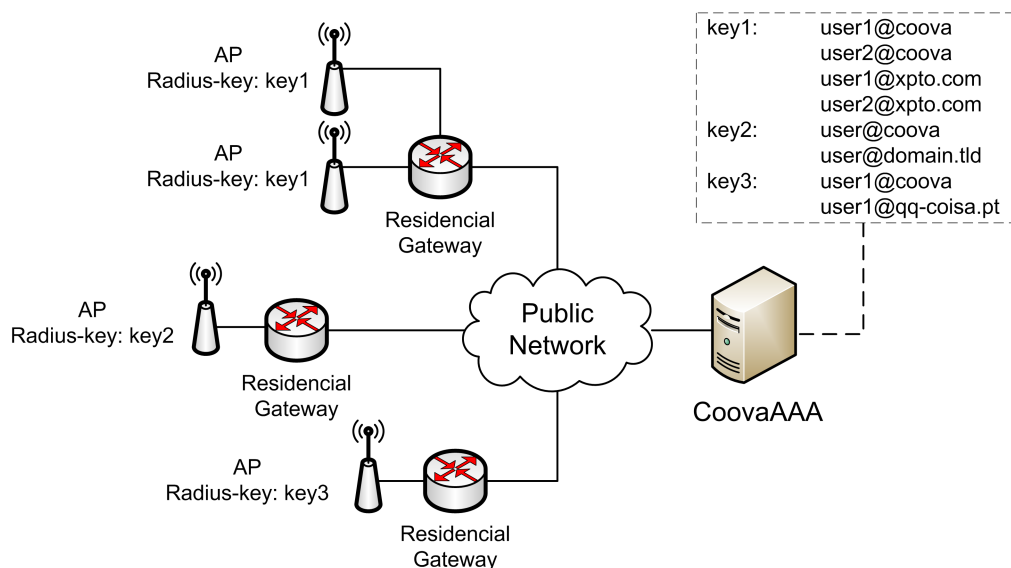 AP
Radius-key: key1
AP
Radius-key: key1
Residencial
Gateway
AP
Radius-key: key2
Residencial
Gateway
AP
Radius-key: key3
Residencial
Gateway
Public
Network
CoovaAAA
key1: user1@coova
user2@coova
user1@xpto.com
user2@xpto.com
key2: user@coova
user@domain.tld
key3: user1@coova
user1@qq-coisa.pt